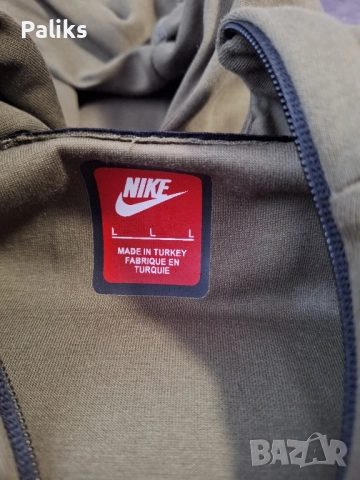 Paliks
NIKE
L L L
MADE IN TURKEY
FABRIQUE EN
TURQUIE
BAZAR